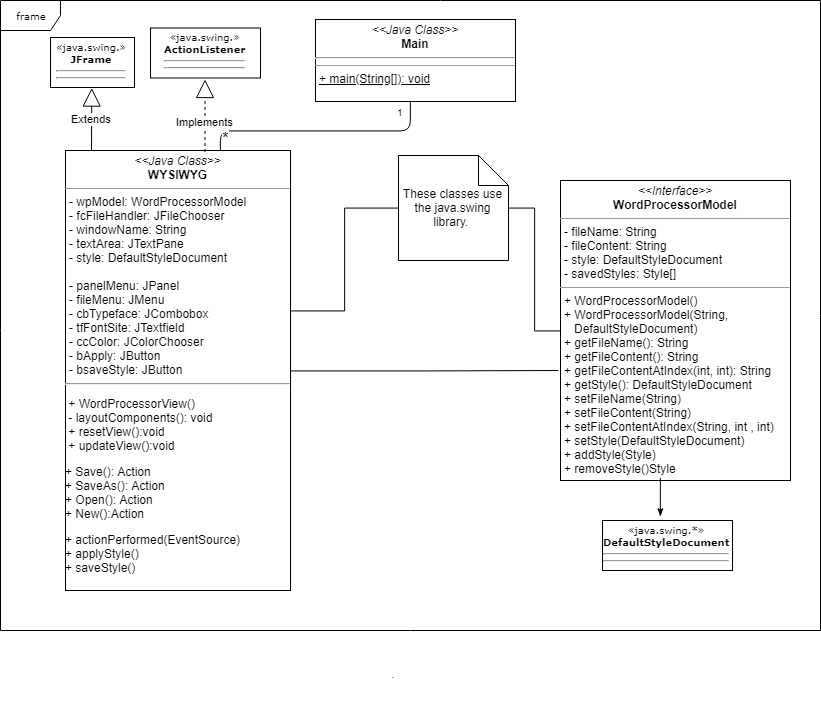 frame
«java.swing.»
JFrame
«java.swing.»
ActionListener
<<Java Class>>
Main
+ main(String[]): void
Extends
Implements
1
*
<<Java Class>>
WYSIWYG
- wpModel: WordProcessorModel
- fcFileHandler: JFileChooser
- windowName: String
- textArea: JTextPane
- style: DefaultStyleDocument
- panelMenu: JPanel
- fileMenu: JMenu
- cbTypeface: JCombobox
- tfFontSite: JTextfield
- ccColor: JColorChooser
- bApply: JButton
- bsaveStyle: JButton
+ WordProcessorView()
- layoutComponents(): void
+ resetView():void
+ updateView():void
+ Save(): Action
+ SaveAs(): Action
+ Open(): Action
+ New():Action
+ actionPerformed(EventSource)
+ applyStyle()
+ saveStyle()
These classes use
the java.swing
library.
<<Interface>>
WordProcessorModel
- fileName: String
- fileContent: String
- style: DefaultStyleDocument
- savedStyles: Style[]
+ WordProcessorModel()
+ WordProcessorModel(String,
DefaultStyleDocument)
+ getFileName(): String
+ getFileContent(): String
+ getFileContentAtIndex(int, int): String
+ getStyle(): DefaultStyleDocument
+ setFileName(String)
+ setFileContent(String)
+ setFileContentAtIndex(String, int , int)
+ setStyle(DefaultStyleDocument)
+ addStyle(Style)
+ removeStyle()Style
«java.swing.*»
DefaultStyleDocument
.